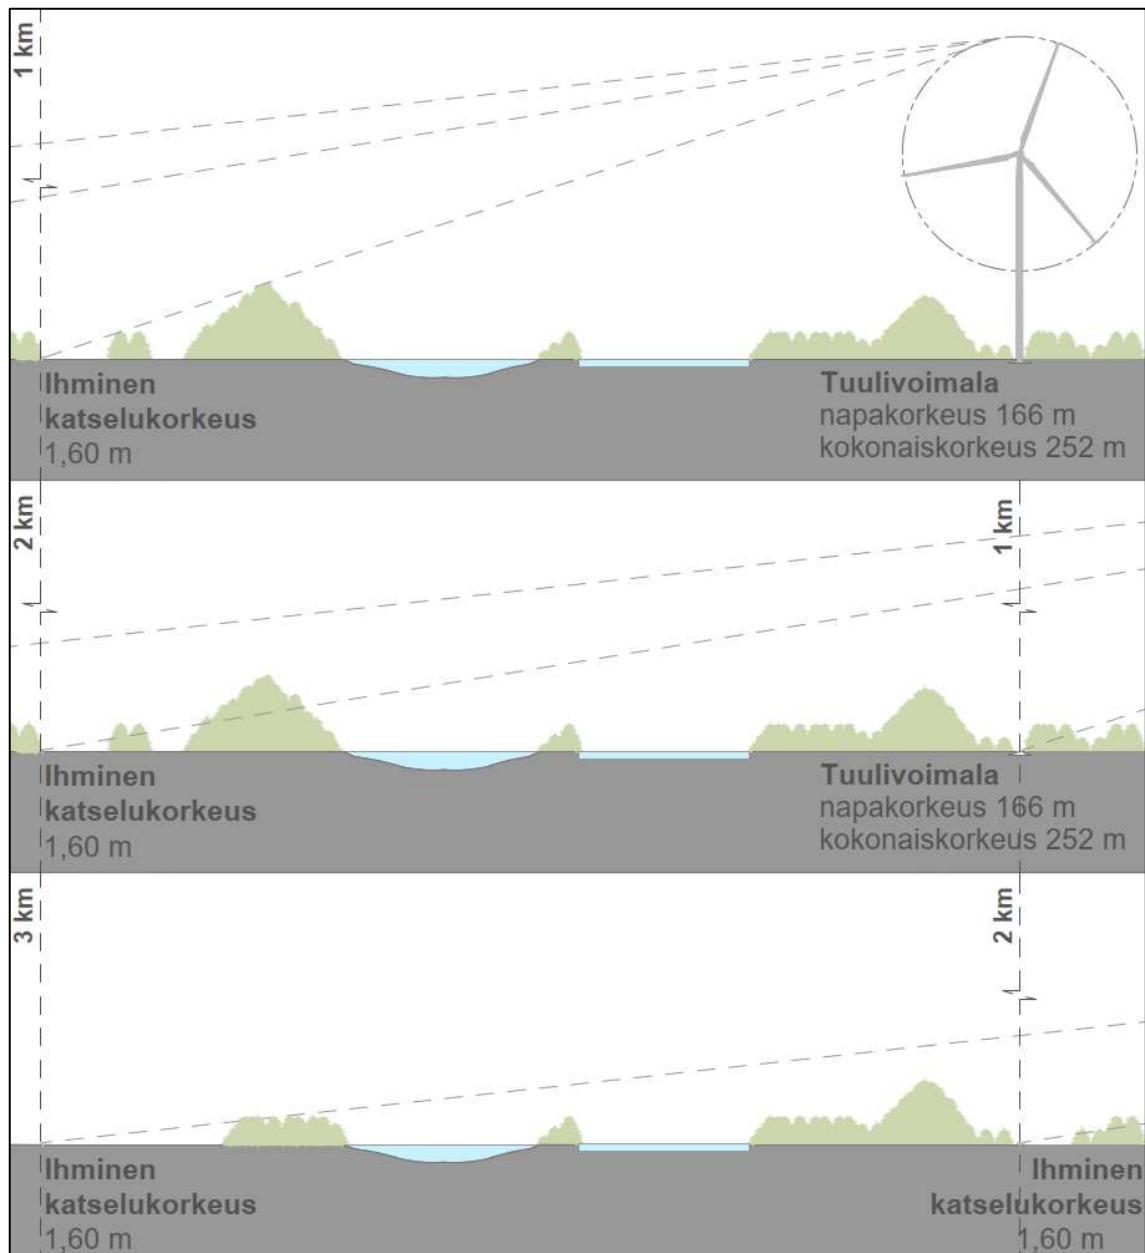 1 km
Ihminen
katselukorkeus
1,60 m
Tuulivoimala
napakorkeus 166 m
kokonaiskorkeus 252 m
2 km
1 km
Ihminen
katselukorkeus
1,60 m
Tuulivoimala
napakorkeus 166 m
kokonaiskorkeus 252 m
3 km
2 km
Ihminen
katselukorkeus
1,60 m
Ihminen
katselukorkeus
1,60 m